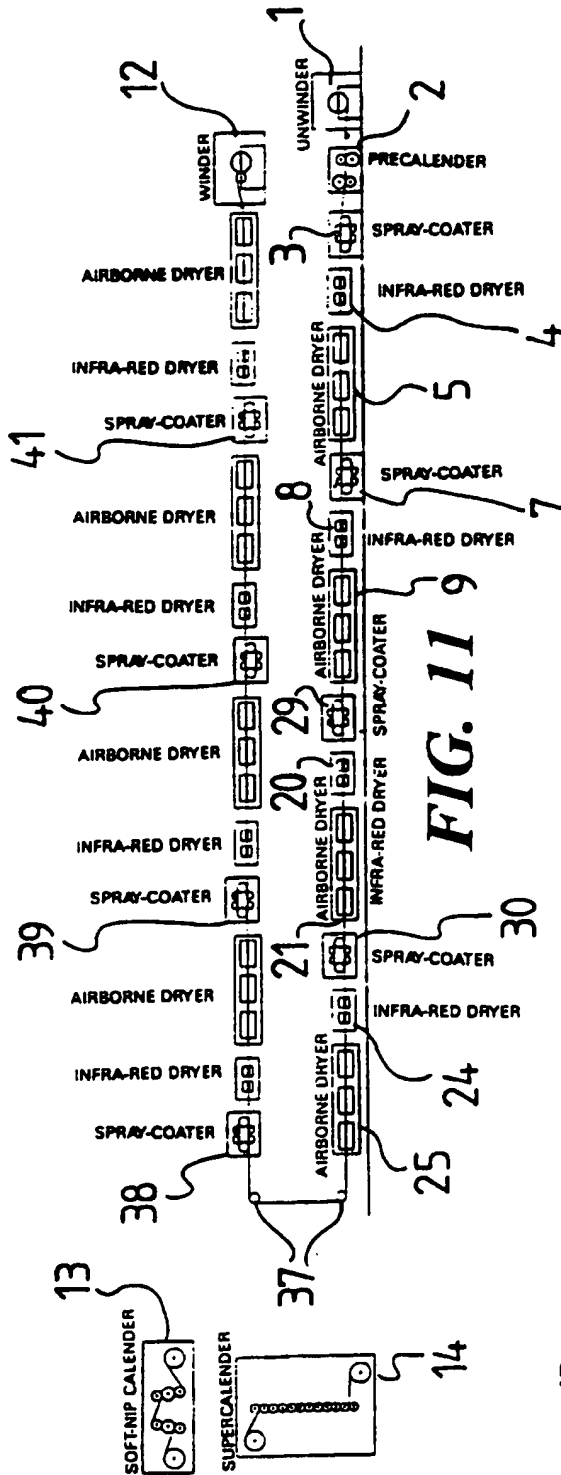 12
1
WINDER
UNWINDER
2
PRECALENDER
AIRBORNE DRYER
3
SPRAY-COATER
INFRA-RED DRYER
4
INFRA-RED DRYER
AIRBORNE DRYER
5
41
SPRAY-COATER
SPRAY-COATER
7
AIRBORNE DRYER
8
INFRA-RED DRYER
INFRA-RED DRYER
AIRBORNE DRYER
9
40
SPRAY-COATER
29
SPRAY-COATER
AIRBORNE DRYER
20
INFRA-RED DRYER
INFRA-RED DRYER
AIRBORNE DRYER
21
39
SPRAY-COATER
30
SPRAY-COATER
AIRBORNE DRYER
INFRA-RED DRYER
24
INFRA-RED DRYER
AIRBORNE DRYER
25
38
SPRAY-COATER
37
13
SOFT-NIP CALENDER
SUPERCALENDER
14
FIG. 11